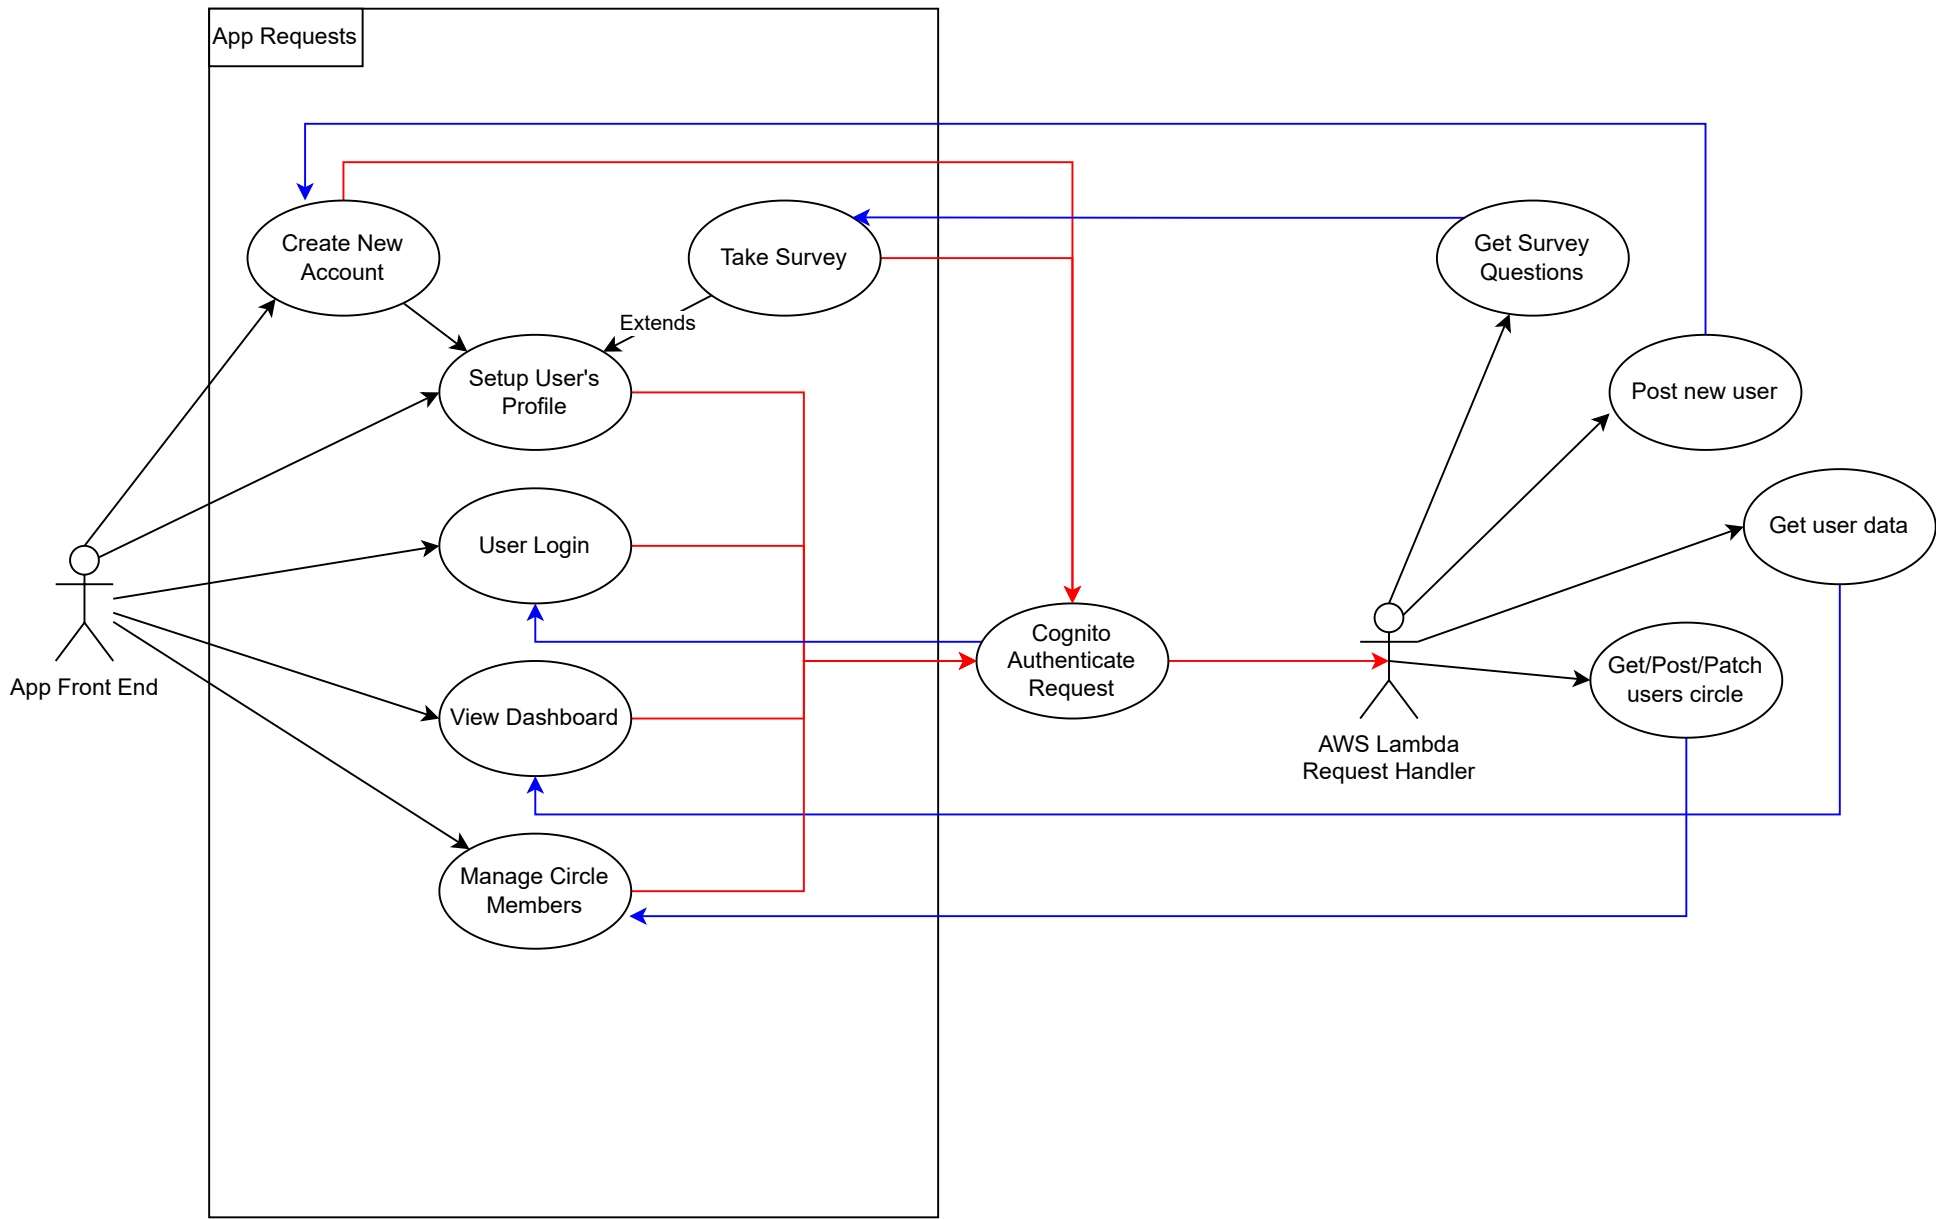 App Requests
Create New
Account
Take Survey
Get Survey
Questions
Extends
Setup User's
Profile
Post new user
User Login
Get user data
Cognito
Authenticate
Request
Get/Post/Patch
users circle
App Front End
View Dashboard
AWS Lambda
Request Handler
Manage Circle
Members